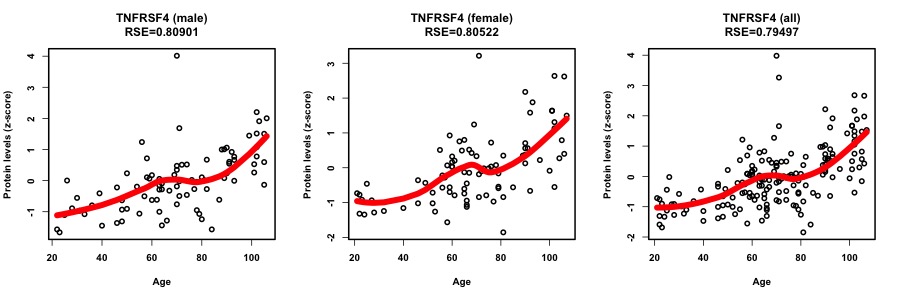 TNFRSF4 (male)
RSE=0.80901
Protein levels (z-score)
4
3
2
1
0
-1
20 40 60 80 100
Age
TNFRSF4 (female)
RSE=0.80522
Protein levels (z-score)
3
2
1
0
-1
-2
20 40 60 80 100
Age
TNFRSF4 (all)
RSE=0.79497
Protein levels (z-score)
4
3
2
1
0
-1
-2
20 40 60 80 100
Age